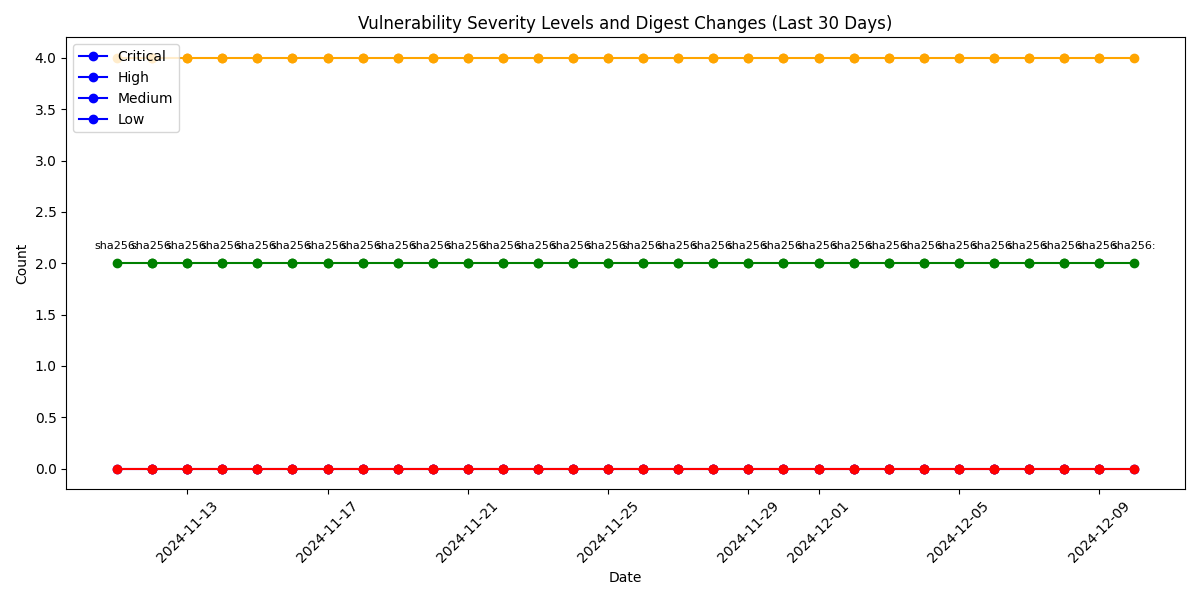 Vulnerability Severity Levels and Digest Changes (Last 30 Days)
Critical
High
Medium
Low
4.0
3.5
3.0
2.5
2.0
1.5
1.0
0.5
0.0
Count
sha256: sha256: sha256: sha256: sha256: sha256: sha256: sha256: sha256: sha256: sha256: sha256: sha256: sha256: sha256: sha256: sha256: sha256: sha256: sha256: sha256: sha256: sha256: sha256: sha256: sha256: sha256: sha256: sha256: sha256:
2024-11-13
2024-11-17
2024-11-21
2024-11-25
2024-11-29
2024-12-01
2024-12-05
2024-12-09
Date